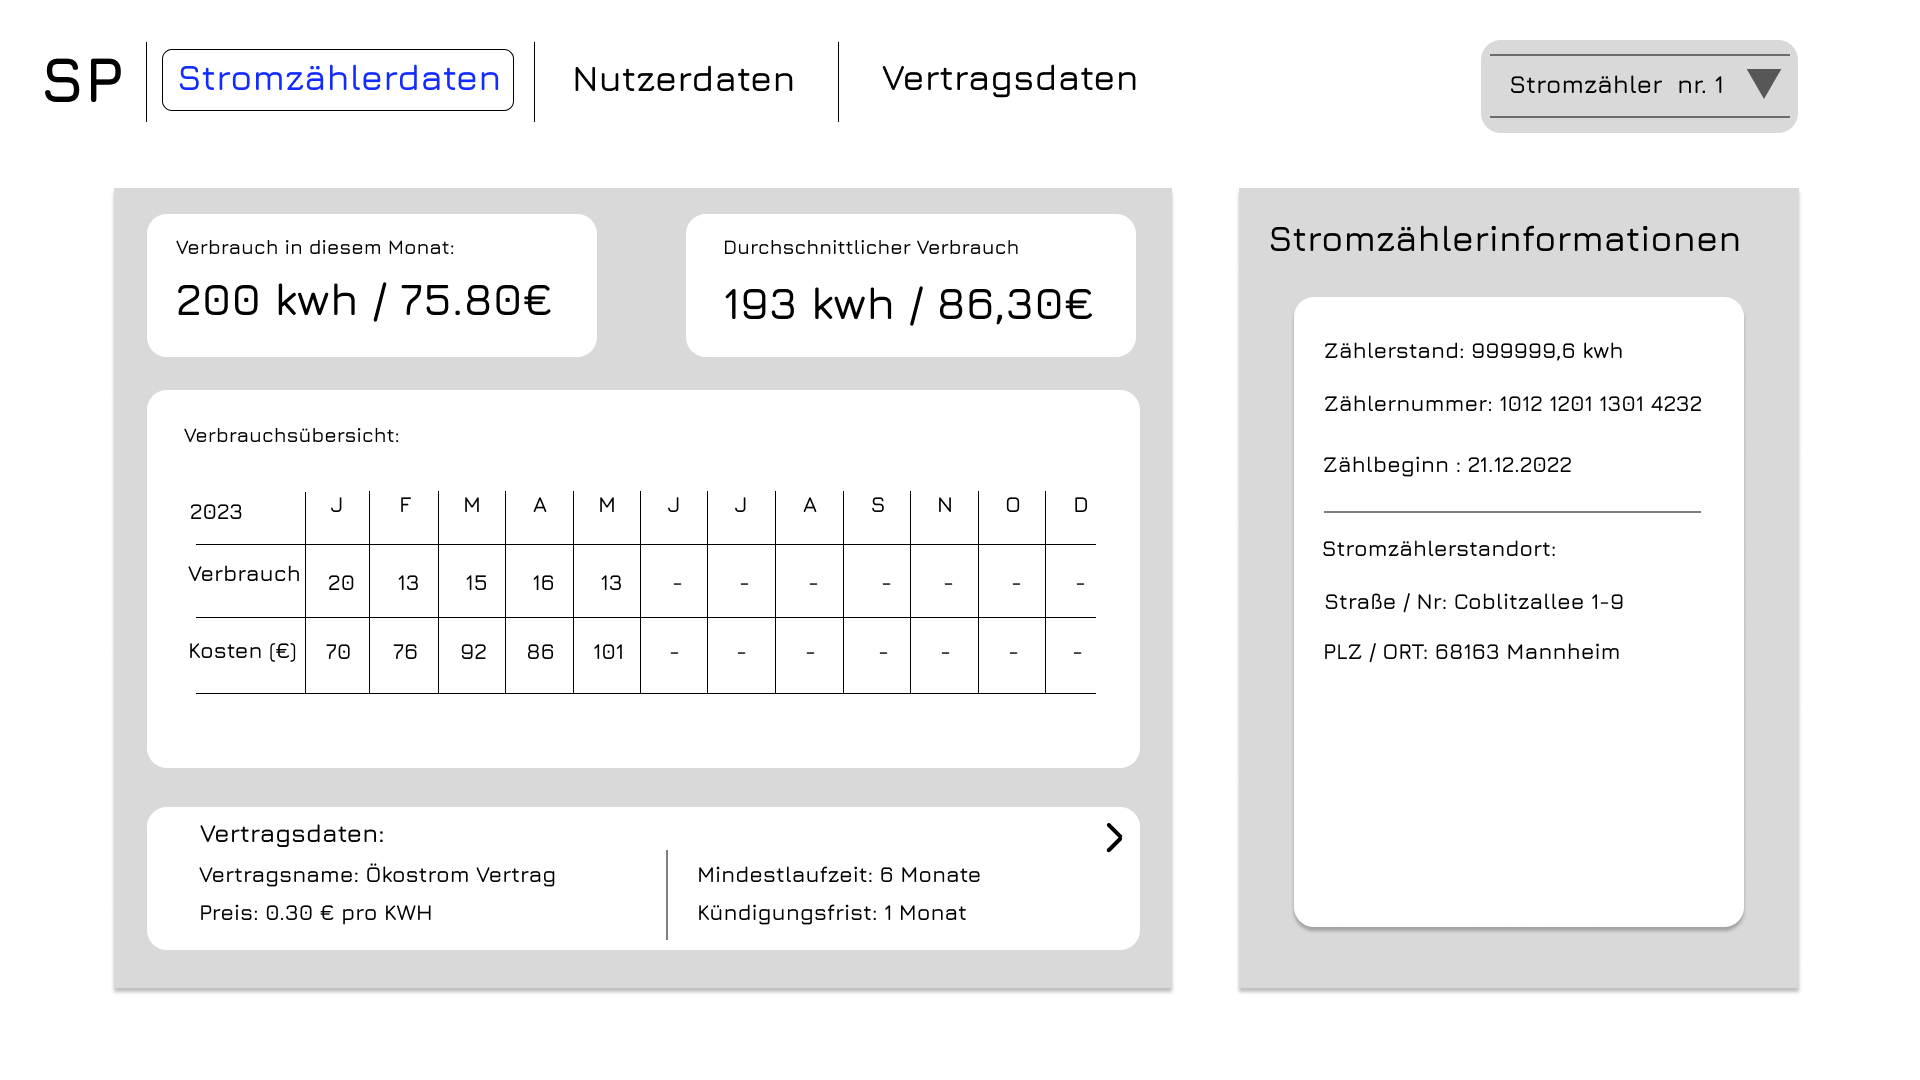 SP Stromzählerdaten Nutzerdaten Vertragsdaten Stromzähler nr. 1
Verbrauch in diesem Monat:
200 kwh / 75.80€
Durchschnittlicher Verbrauch
193 kwh / 86,30€
Verbrauchsübersicht:
2023 J F M A M J J A S N O D
Verbrauch 20 13 15 16 13 - - - - - - -
Kosten (€) 70 76 92 86 101 - - - - - - -
Vertragsdaten:
Vertragsname: Ökostrom Vertrag
Preis: 0.30 € pro KWH
Mindestlaufzeit: 6 Monate
Kündigungsfrist: 1 Monat
Stromzählerinformationen
Zählerstand: 999999,6 kwh
Zählernummer: 1012 1201 1301 4232
Zählbeginn : 21.12.2022
Stromzählerstandort:
Straße / Nr: Coblitzallee 1-9
PLZ / ORT: 68163 Mannheim